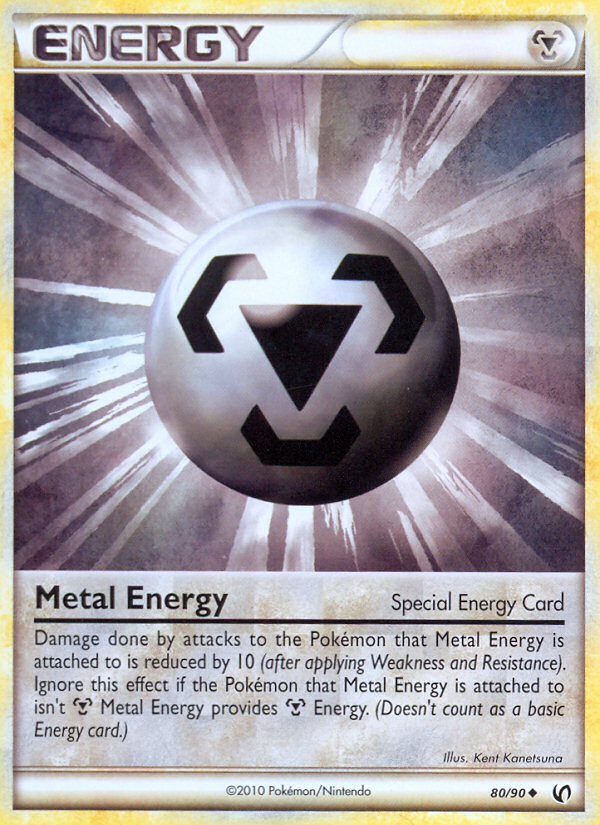 ENERGY
Metal Energy
Special Energy Card
Damage done by attacks to the Pokémon that Metal Energy is
attached to is reduced by 10 (after applying Weakness and Resistance).
Ignore this effect if the Pokémon that Metal Energy is attached to
isn't Metal Energy provides Energy. (Doesn't count as a basic
Energy card.)
Illus. Kent Kanetsuna
©2010 Pokémon/Nintendo
80/90